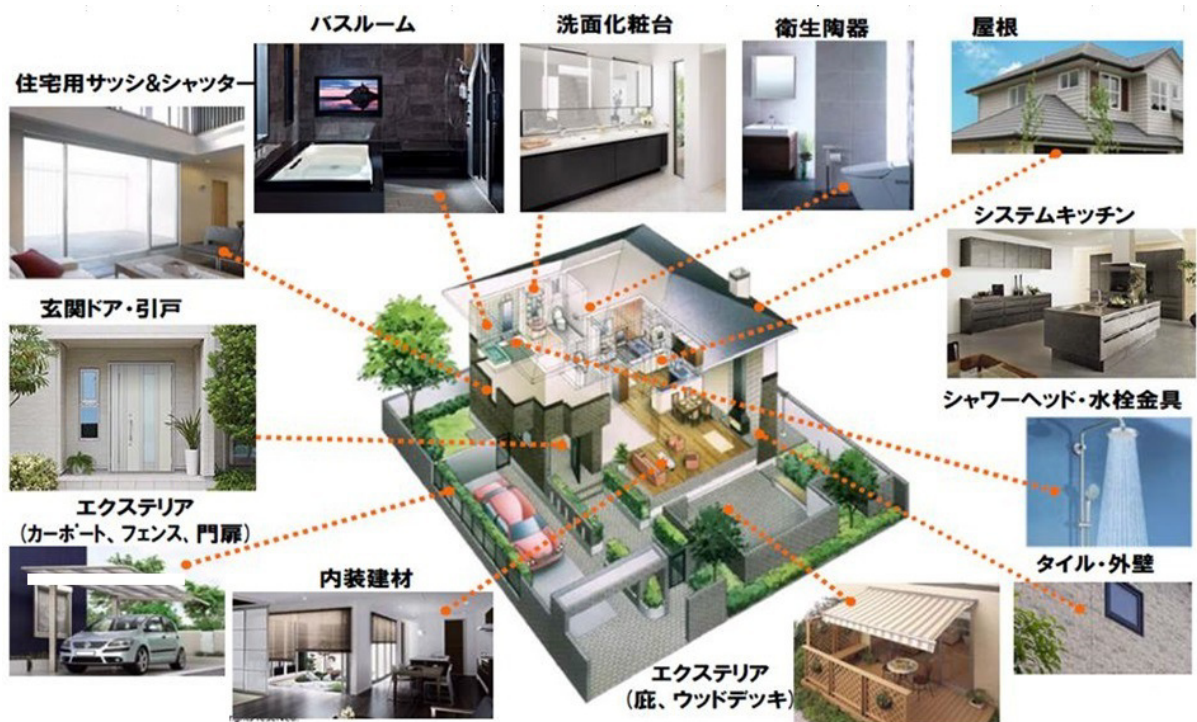 バスルーム
洗面化粧台
衛生陶器
屋根
住宅用サッシ&シャッター
システムキッチン
玄関ドア・引戸
シャワーヘッド・水栓金具
エクステリア
(カーポート、フェンス、門扉)
内装建材
タイル・外壁
エクステリア
(庇、ウッドデッキ)